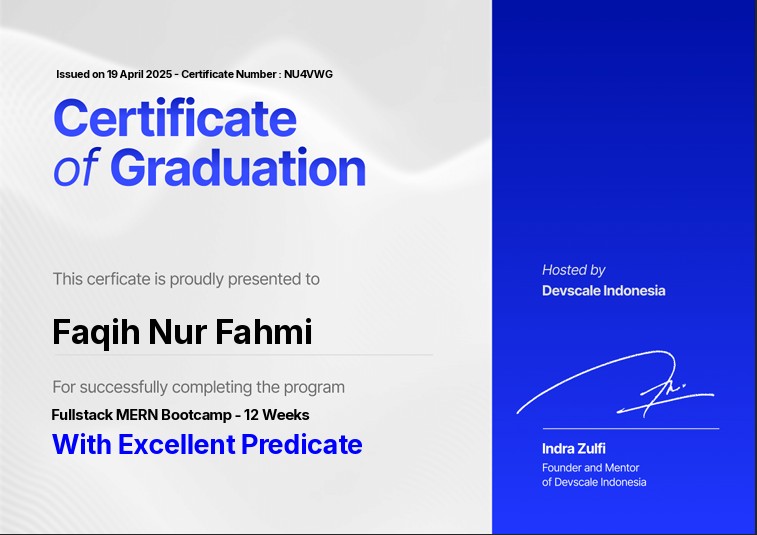 Issued on 19 April 2025 - Certificate Number : NU4VWG
Certificate
of Graduation
This cerficate is proudly presented to
Faqih Nur Fahmi
For successfully completing the program
Fullstack MERN Bootcamp - 12 Weeks
With Excellent Predicate
Hosted by
Devscale Indonesia
Indra Zulfi
Founder and Mentor
of Devscale Indonesia